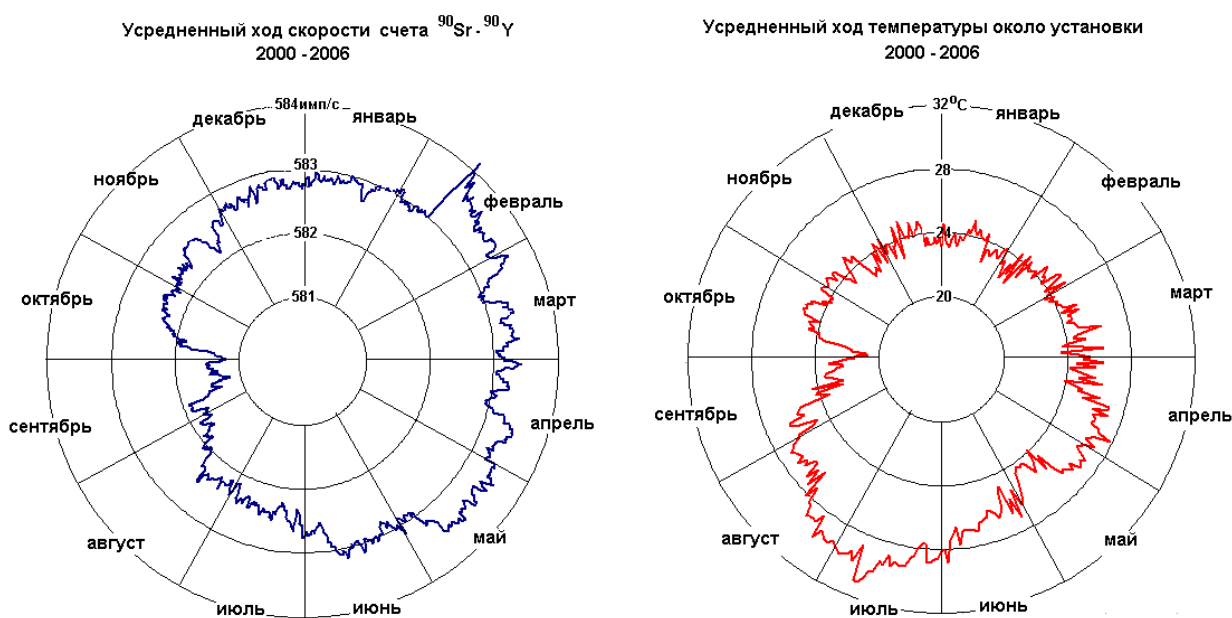 Усредненный ход скорости счета ⁹⁰Sr - ⁹⁰Y
2000 - 2006
584имп/с
583
582
581
январь
февраль
март
апрель
май
июнь
июль
август
сентябрь
октябрь
ноябрь
декабрь
Усредненный ход температуры около установки
2000 - 2006
32⁰C
28
24
20
январь
февраль
март
апрель
май
июнь
июль
август
сентябрь
октябрь
ноябрь
декабрь